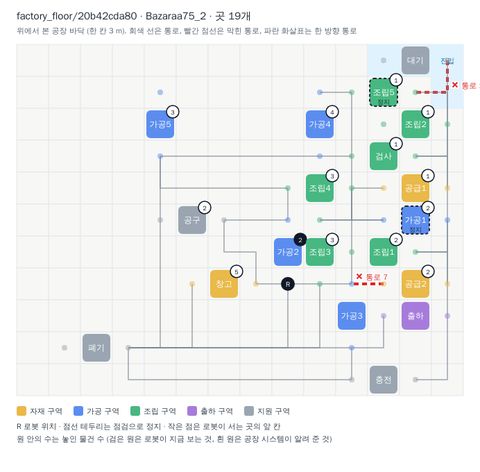 factory_floor/20b42cda80 · Bazaraa75_2 · 곳 19개
위에서 본 공장 바닥 (한 칸 3 m). 회색 선은 통로, 빨간 점선은 막힌 통로, 파란 화살표는 한 방향 통로
대기
진입
✖ 통로
1
조립5
정지
3
가공5
4
가공4
2
조립2
1
검사
3
조립4
1
공급1
2
공구
2
가공1
정지
2
가공2
3
조립3
2
조립1
5
창고
R
✖ 통로 7
2
공급2
가공3
출하
폐기
충전
자재 구역
가공 구역
조립 구역
출하 구역
지원 구역
R 로봇 위치 · 점선 테두리는 점검으로 정지 · 작은 점은 로봇이 서는 곳의 앞 칸
원 안의 수는 놓인 물건 수 (검은 원은 로봇이 지금 보는 것, 흰 원은 공장 시스템이 알려 준 것)